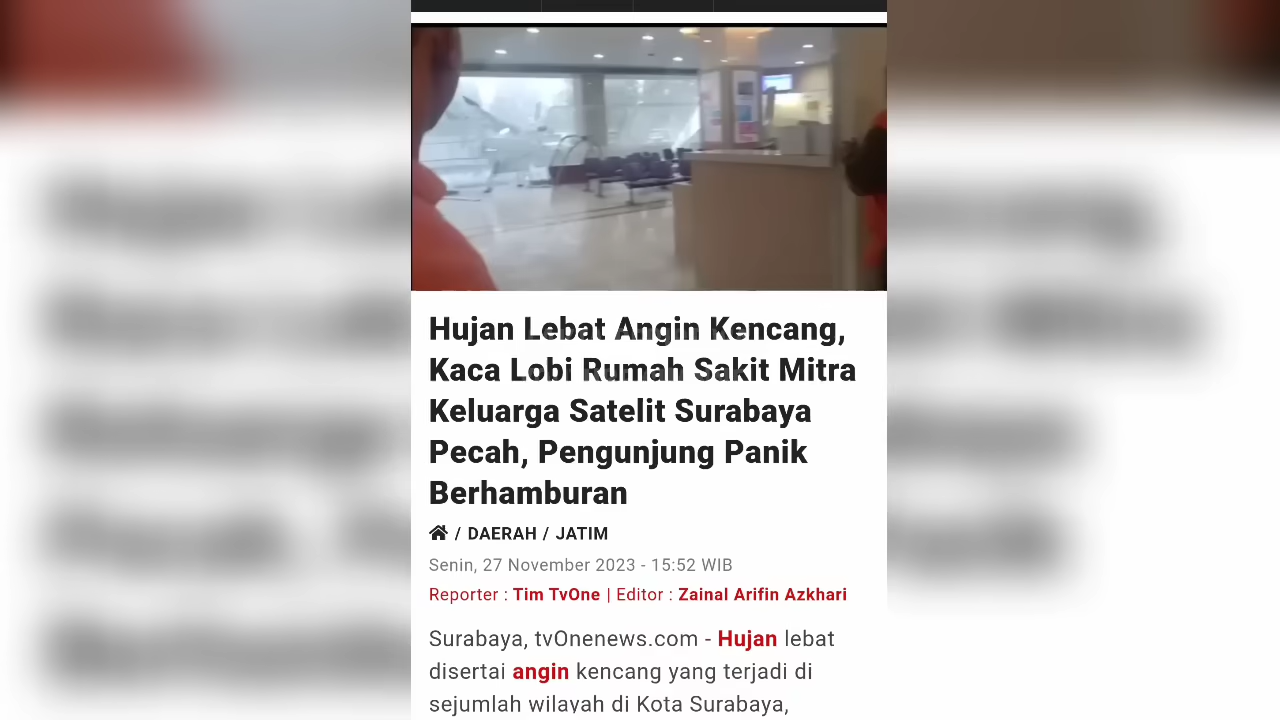 Hujan Lebat Angin Kencang,
Kaca Lobi Rumah Sakit Mitra
Keluarga Satelit Surabaya
Pecah, Pengunjung Panik
Berhamburan
/ DAERAH / JATIM
Senin, 27 November 2023 - 15:52 WIB
Reporter : Tim TvOne | Editor : Zainal Arifin Azkhari
Surabaya, tvOnenews.com - Hujan lebat
disertai angin kencang yang terjadi di
sejumlah wilayah di Kota Surabaya,